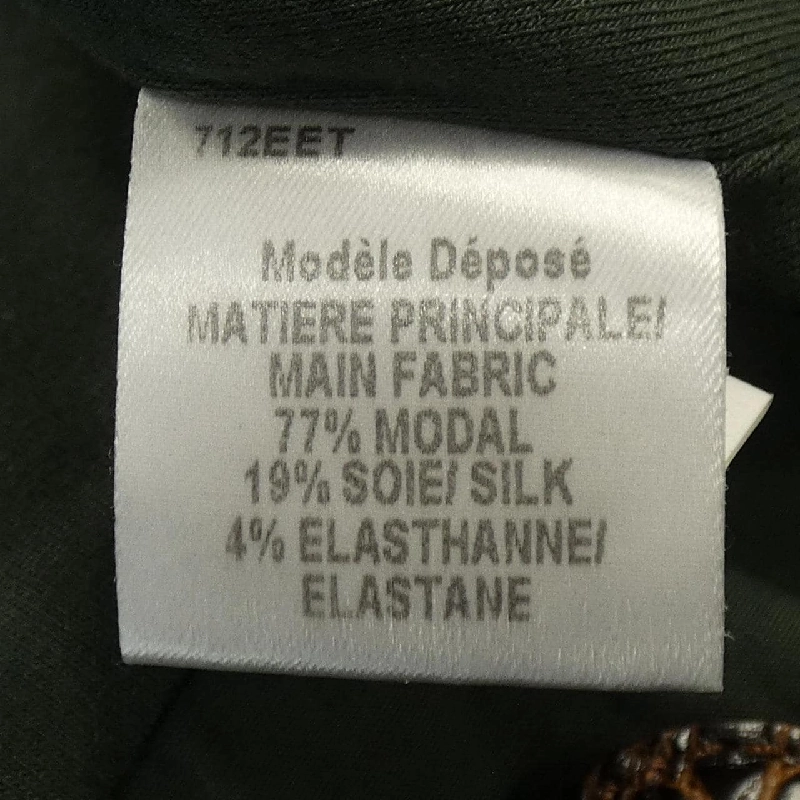 712EET
Modèle Déposé
MATIERE PRINCIPALE/
MAIN FABRIC
77% MODAL
19% SOIE/ SILK
4% ELASTHANNE/
ELASTANE